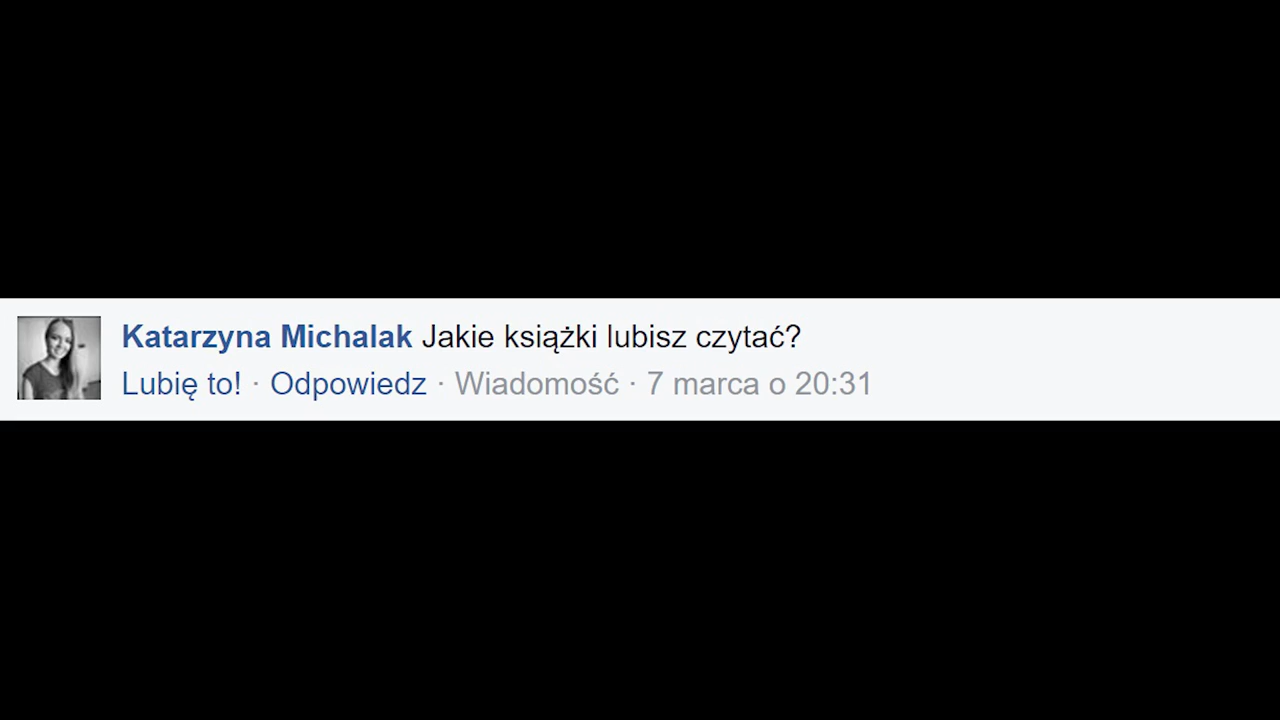 Katarzyna Michalak Jakie książki lubisz czytać?
Lubię to! · Odpowiedz · Wiadomość · 7 marca o 20:31